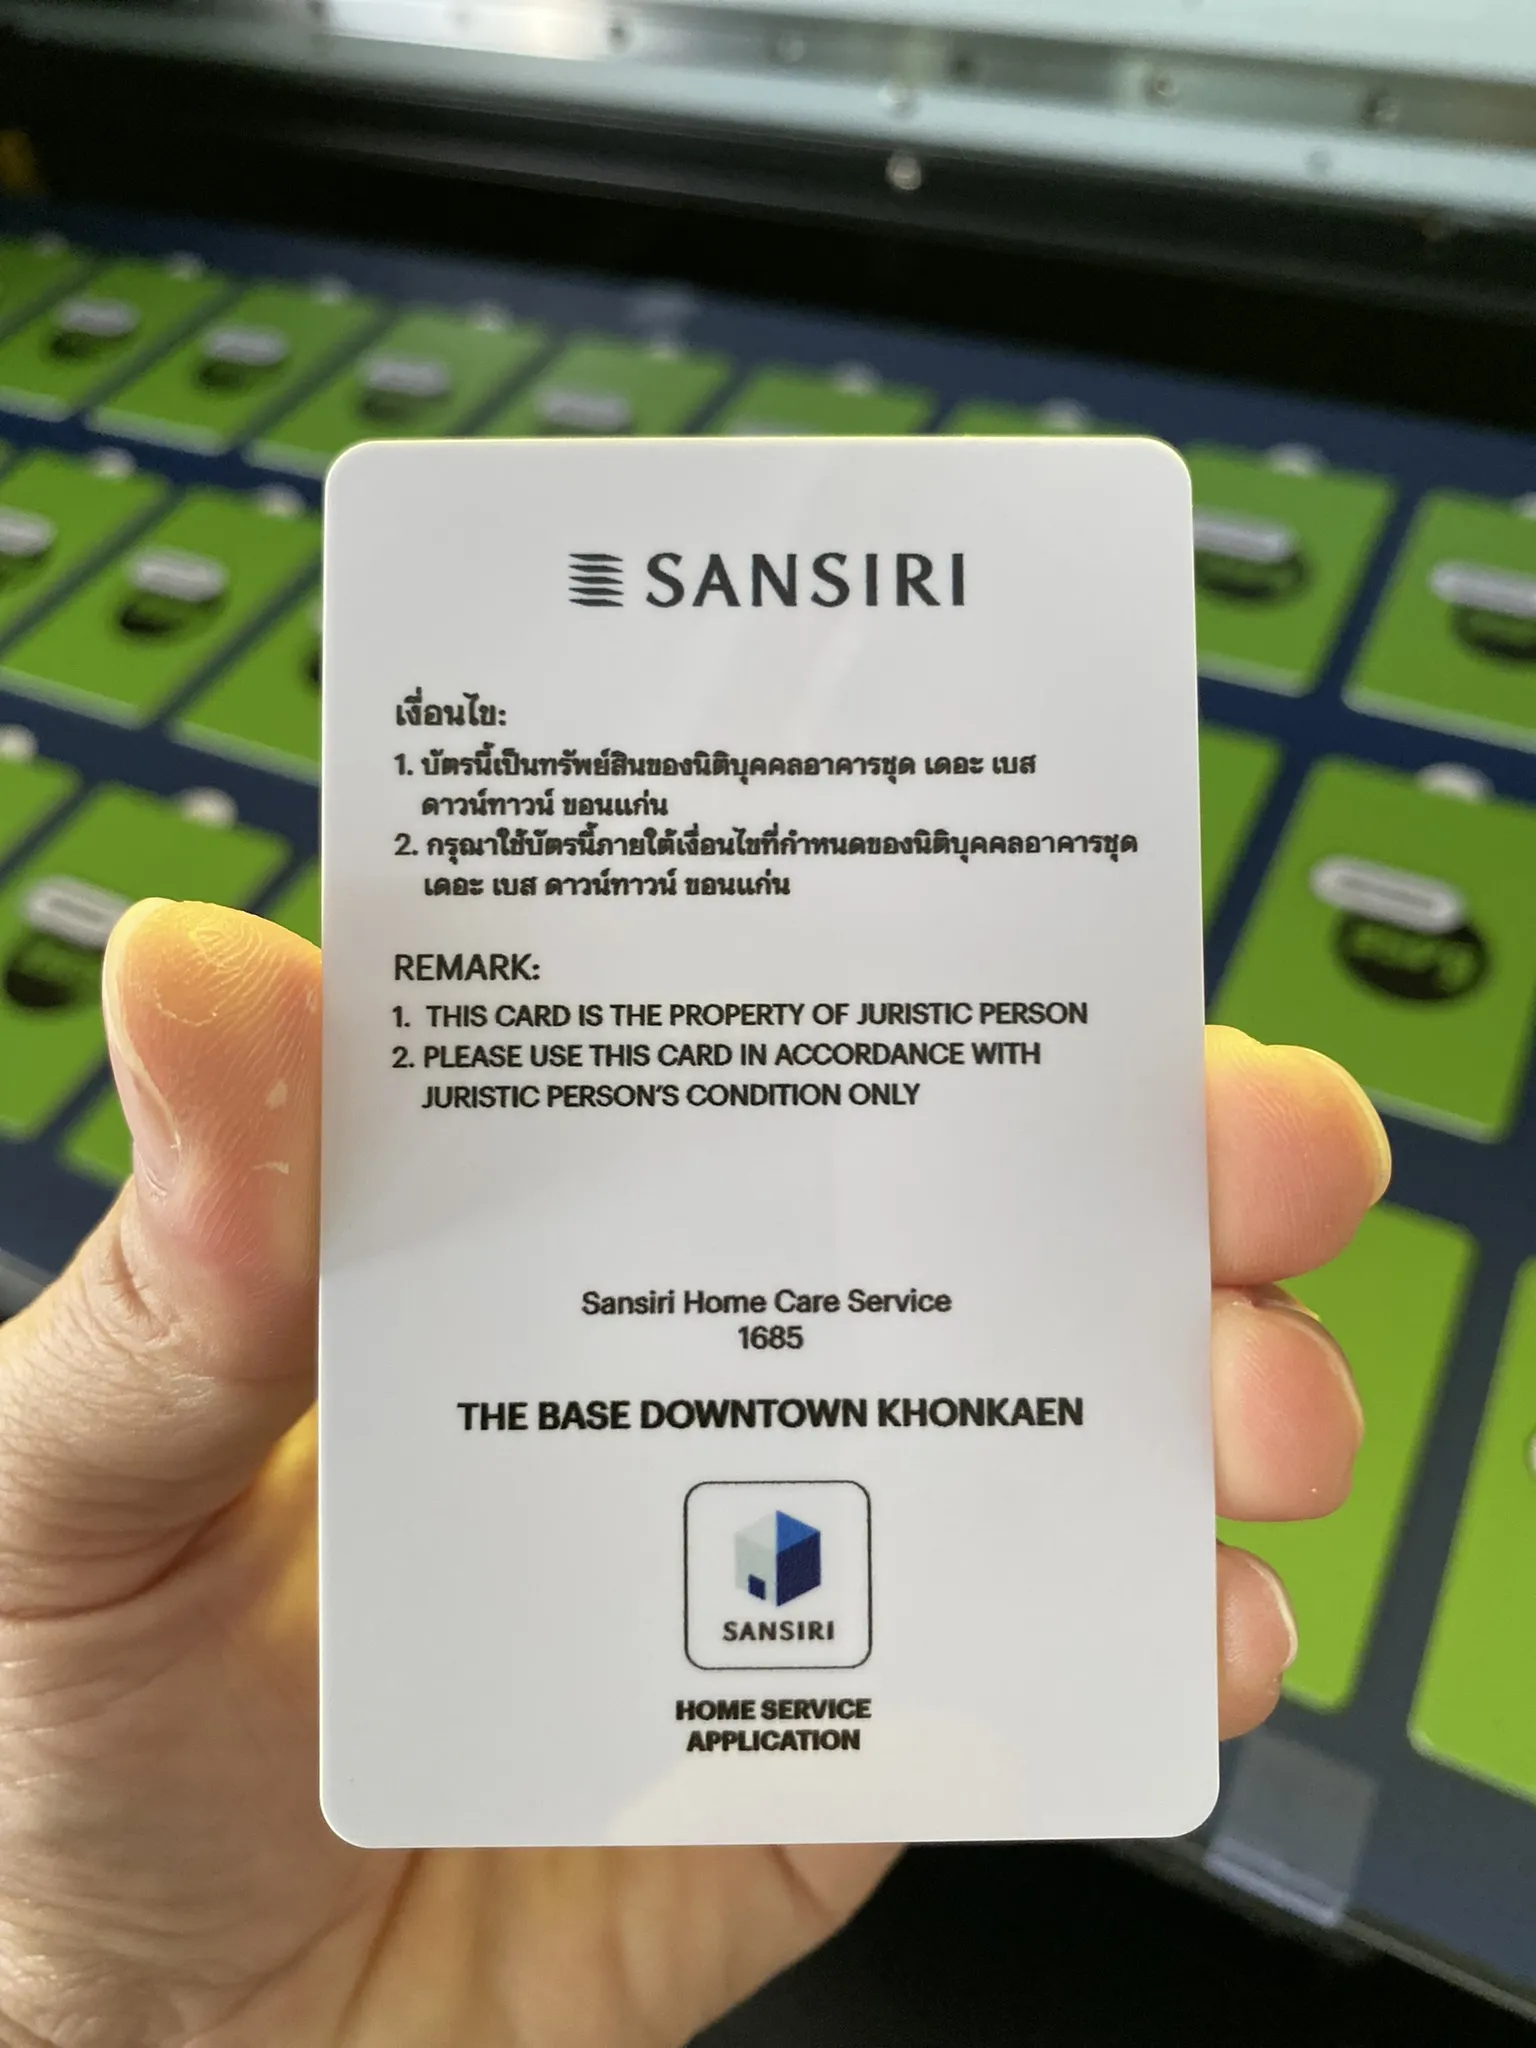 SANSIRI
เงื่อนไข:
1. บัตรนี้เป็นทรัพย์สินของนิติบุคคลอาคารชุด เดอะ เบส
ดาวน์ทาวน์ ขอนแก่น
2. กรุณาใช้บัตรนี้ภายใต้เงื่อนไขที่กำหนดของนิติบุคคลอาคารชุด
เดอะ เบส ดาวน์ทาวน์ ขอนแก่น
REMARK:
1. THIS CARD IS THE PROPERTY OF JURISTIC PERSON
2. PLEASE USE THIS CARD IN ACCORDANCE WITH
JURISTIC PERSON'S CONDITION ONLY
Sansiri Home Care Service
1685
THE BASE DOWNTOWN KHONKAEN
SANSIRI
HOME SERVICE
APPLICATION